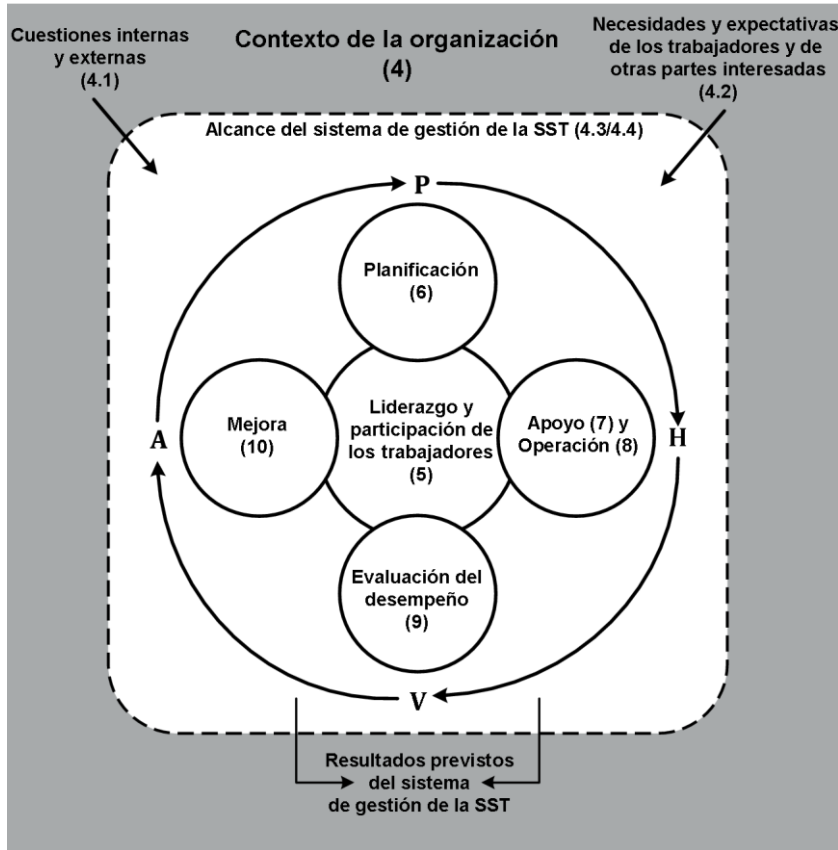 Cuestiones internas
y externas
(4.1)
Contexto de la organización
(4)
Necesidades y expectativas
de los trabajadores y de
otras partes interesadas
(4.2)
Alcance del sistema de gestión de la SST (4.3/4.4)
P
Planificación
(6)
A
Mejora
(10)
Liderazgo y
participación de
los trabajadores
(5)
Apoyo (7) y
Operación (8)
H
Evaluación del
desempeño
(9)
V
Resultados previstos
del sistema
de gestión de la SST